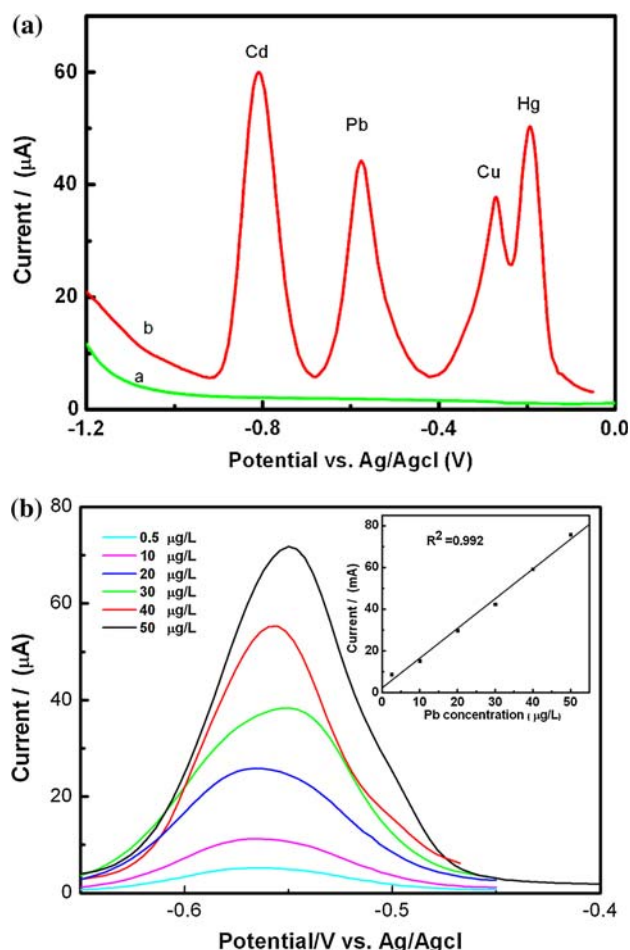 (a)
60
40
20
0
Current / (μA)
Cd
Pb
Cu
Hg
b
a
-1.2
-0.8
-0.4
0.0
Potential vs. Ag/Agcl (V)
(b)
80
60
40
20
0
Current / (μA)
0.5 μg/L
10 μg/L
20 μg/L
30 μg/L
40 μg/L
50 μg/L
R2 =0.992
80
60
40
20
Current / (mA)
0 10 20 30 40 50
Pb concentration ( μg/L)
-0.6
-0.5
-0.4
Potential/V vs. Ag/Agcl